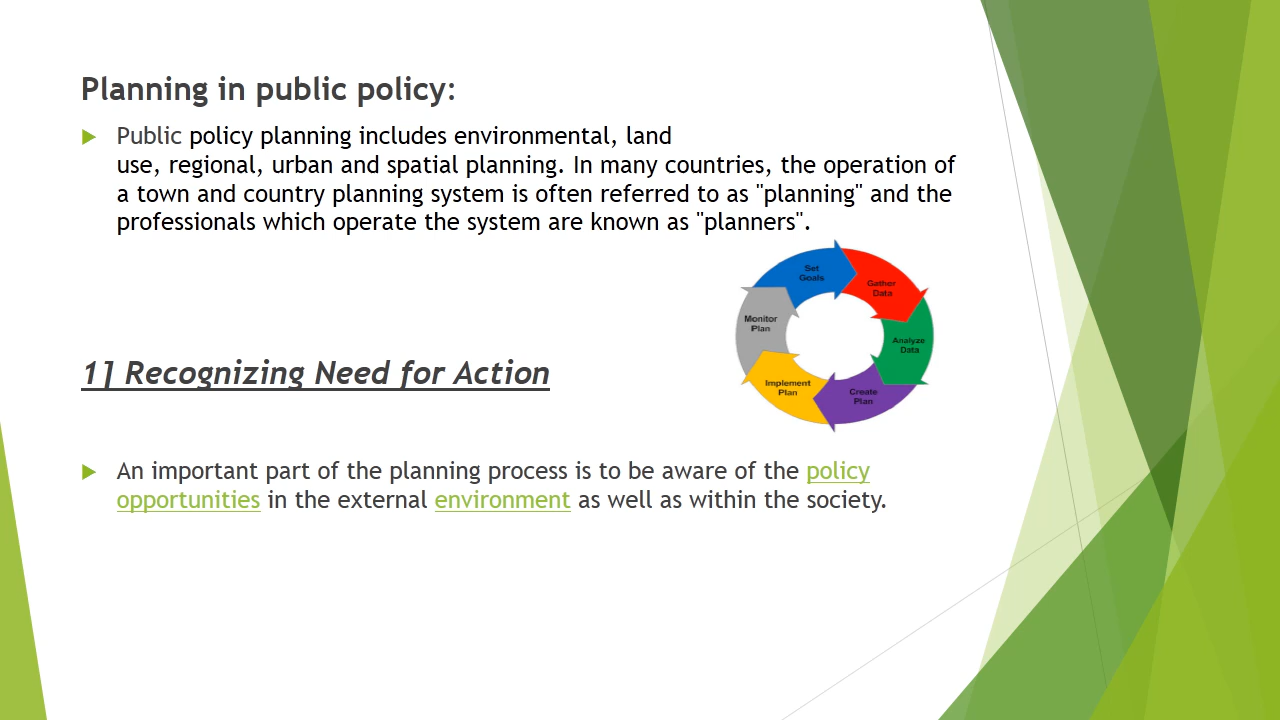 Planning in public policy:
Public policy planning includes environmental, land
use, regional, urban and spatial planning. In many countries, the operation of
a town and country planning system is often referred to as "planning" and the
professionals which operate the system are known as "planners".
Set
Goals
Gather
Data
Analyze
Data
Create
Plan
Implement
Plan
Monitor
Plan
1] Recognizing Need for Action
An important part of the planning process is to be aware of the policy
opportunities in the external environment as well as within the society.